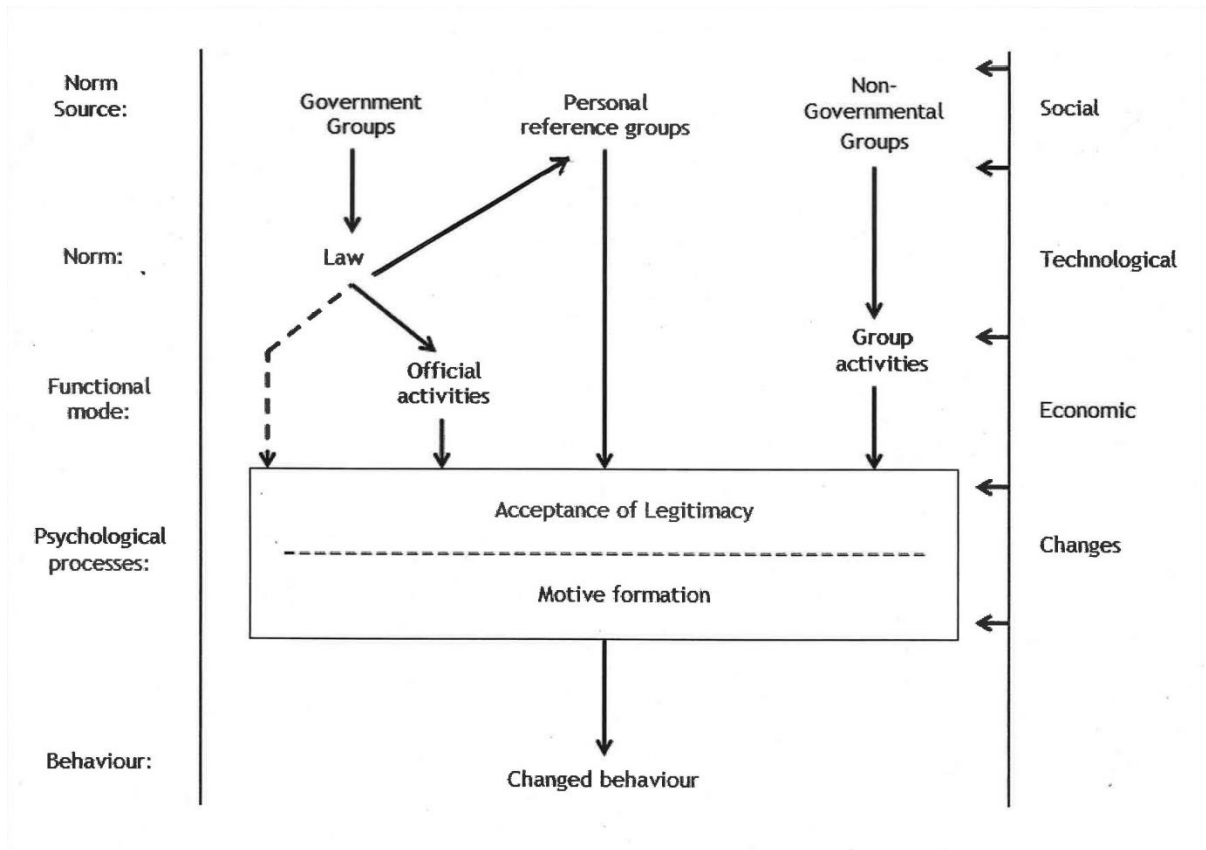 Norm
Source:
Government
Groups
Personal
reference groups
Non-
Governmental
Groups
Social
Norm:
Law
Technological
Functional
mode:
Official
activities
Group
activities
Economic
Psychological
processes:
Acceptance of Legitimacy
Motive formation
Changes
Behaviour:
Changed behaviour